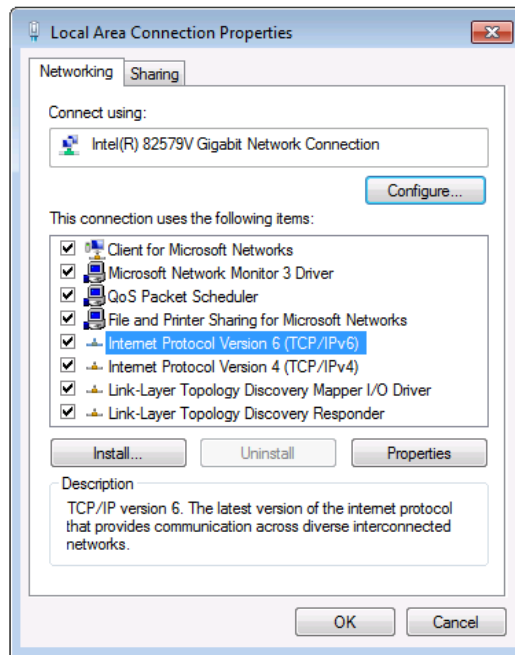 Local Area Connection Properties
Networking
Sharing
Connect using:
Intel(R) 82579V Gigabit Network Connection
Configure...
This connection uses the following items:
Client for Microsoft Networks
Microsoft Network Monitor 3 Driver
QoS Packet Scheduler
File and Printer Sharing for Microsoft Networks
Internet Protocol Version 6 (TCP/IPv6)
Internet Protocol Version 4 (TCP/IPv4)
Link-Layer Topology Discovery Mapper I/O Driver
Link-Layer Topology Discovery Responder
Install...
Uninstall
Properties
Description
TCP/IP version 6. The latest version of the internet protocol
that provides communication across diverse interconnected
networks.
OK
Cancel